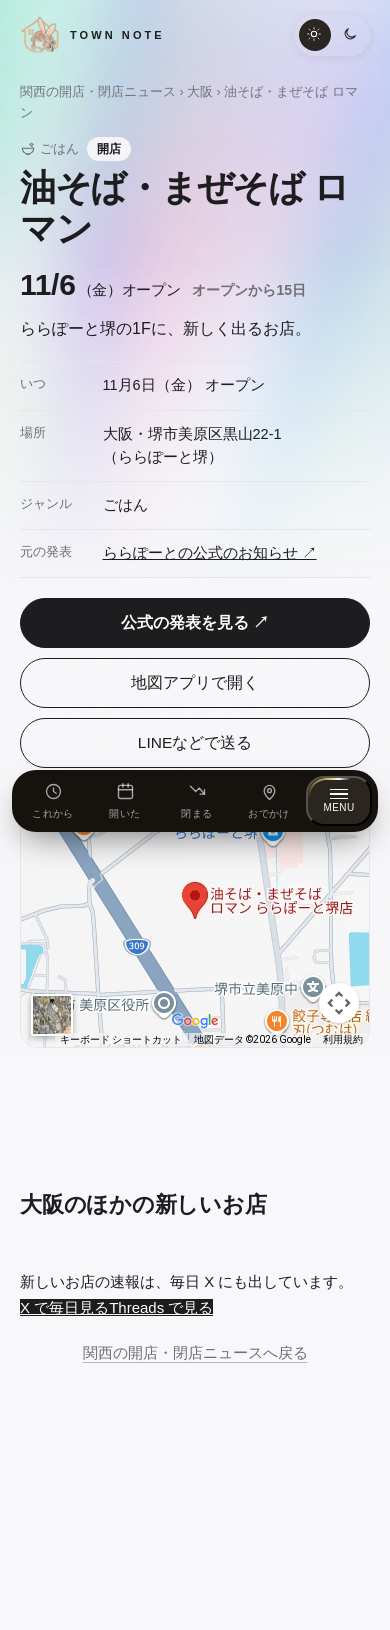 TOWN NOTE
関西の開店・閉店ニュース › 大阪 › 油そば・まぜそば ロマ
ン
ごはん 開店
油そば・まぜそば ロ
マン
11/6（金）オープン オープンから15日
ららぽーと堺の1Fに、新しく出るお店。
いつ 11月6日（金） オープン
場所 大阪・堺市美原区黒山22-1
（ららぽーと堺）
ジャンル ごはん
元の発表 ららぽーとの公式のお知らせ ↗
公式の発表を見る ↗
地図アプリで開く
LINEなどで送る
これから 開いた 閉まる おでかけ MENU
油そば・まぜそば
ロマン ららぽーと堺店
309
堺市立美原中
美原区役所
Google
キーボード ショートカット 地図データ ©2026 Google 利用規約
大阪のほかの新しいお店
新しいお店の速報は、毎日 X にも出しています。
X で毎日見るThreads で見る
関西の開店・閉店ニュースへ戻る